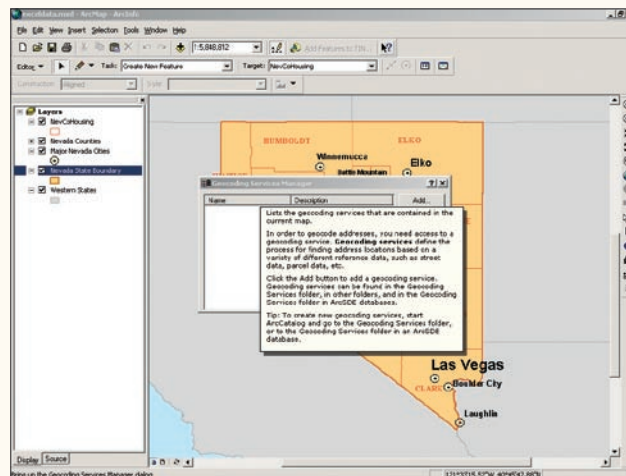 nvceldata.mxd - ArcMap - ArcInfo
File Edit View Insert Selection Tools Window Help
1:5,848,812
Add Features to TIN...
Editor
Task: Create New Feature
Target: NevCoHousing
Construction: Aligned
Style:
Layers
NevCoHousing
Nevada Counties
Major Nevada Cities
Nevada State Boundary
Western States
HUMBOLDT
ELKO
Winnemucca
Elko
Battle Mountain
Geocoding Services Manager
Name
Description
Add...
Lists the geocoding services that are contained in the
current map.
In order to geocode addresses, you need access to a
geocoding service. Geocoding services define the
process for finding address locations based on a
variety of different reference data, such as street
data, parcel data, etc.
Click the Add button to add a geocoding service.
Geocoding services can be found in the Geocoding
Services folder, in other folders, and in the Geocoding
Services folder in ArcSDE databases.
Tip: To create new geocoding services, start
ArcCatalog and go to the Geocoding Services folder,
or to the Geocoding Services folder in an ArcSDE
database.
Las Vegas
CLARK
Boulder City
Laughlin
Display
Source
Bring up the Geocoding Services Manager dialog